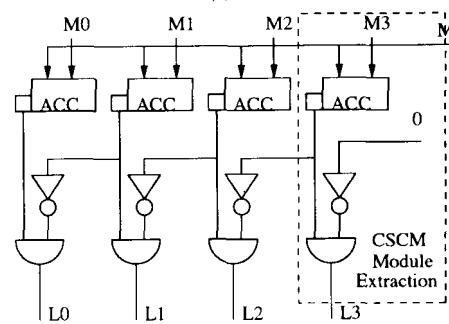 M0 M1 M2 M3 M
ACC ACC ACC ACC
0
CSCM
Module
Extraction
L0 L1 L2 L3